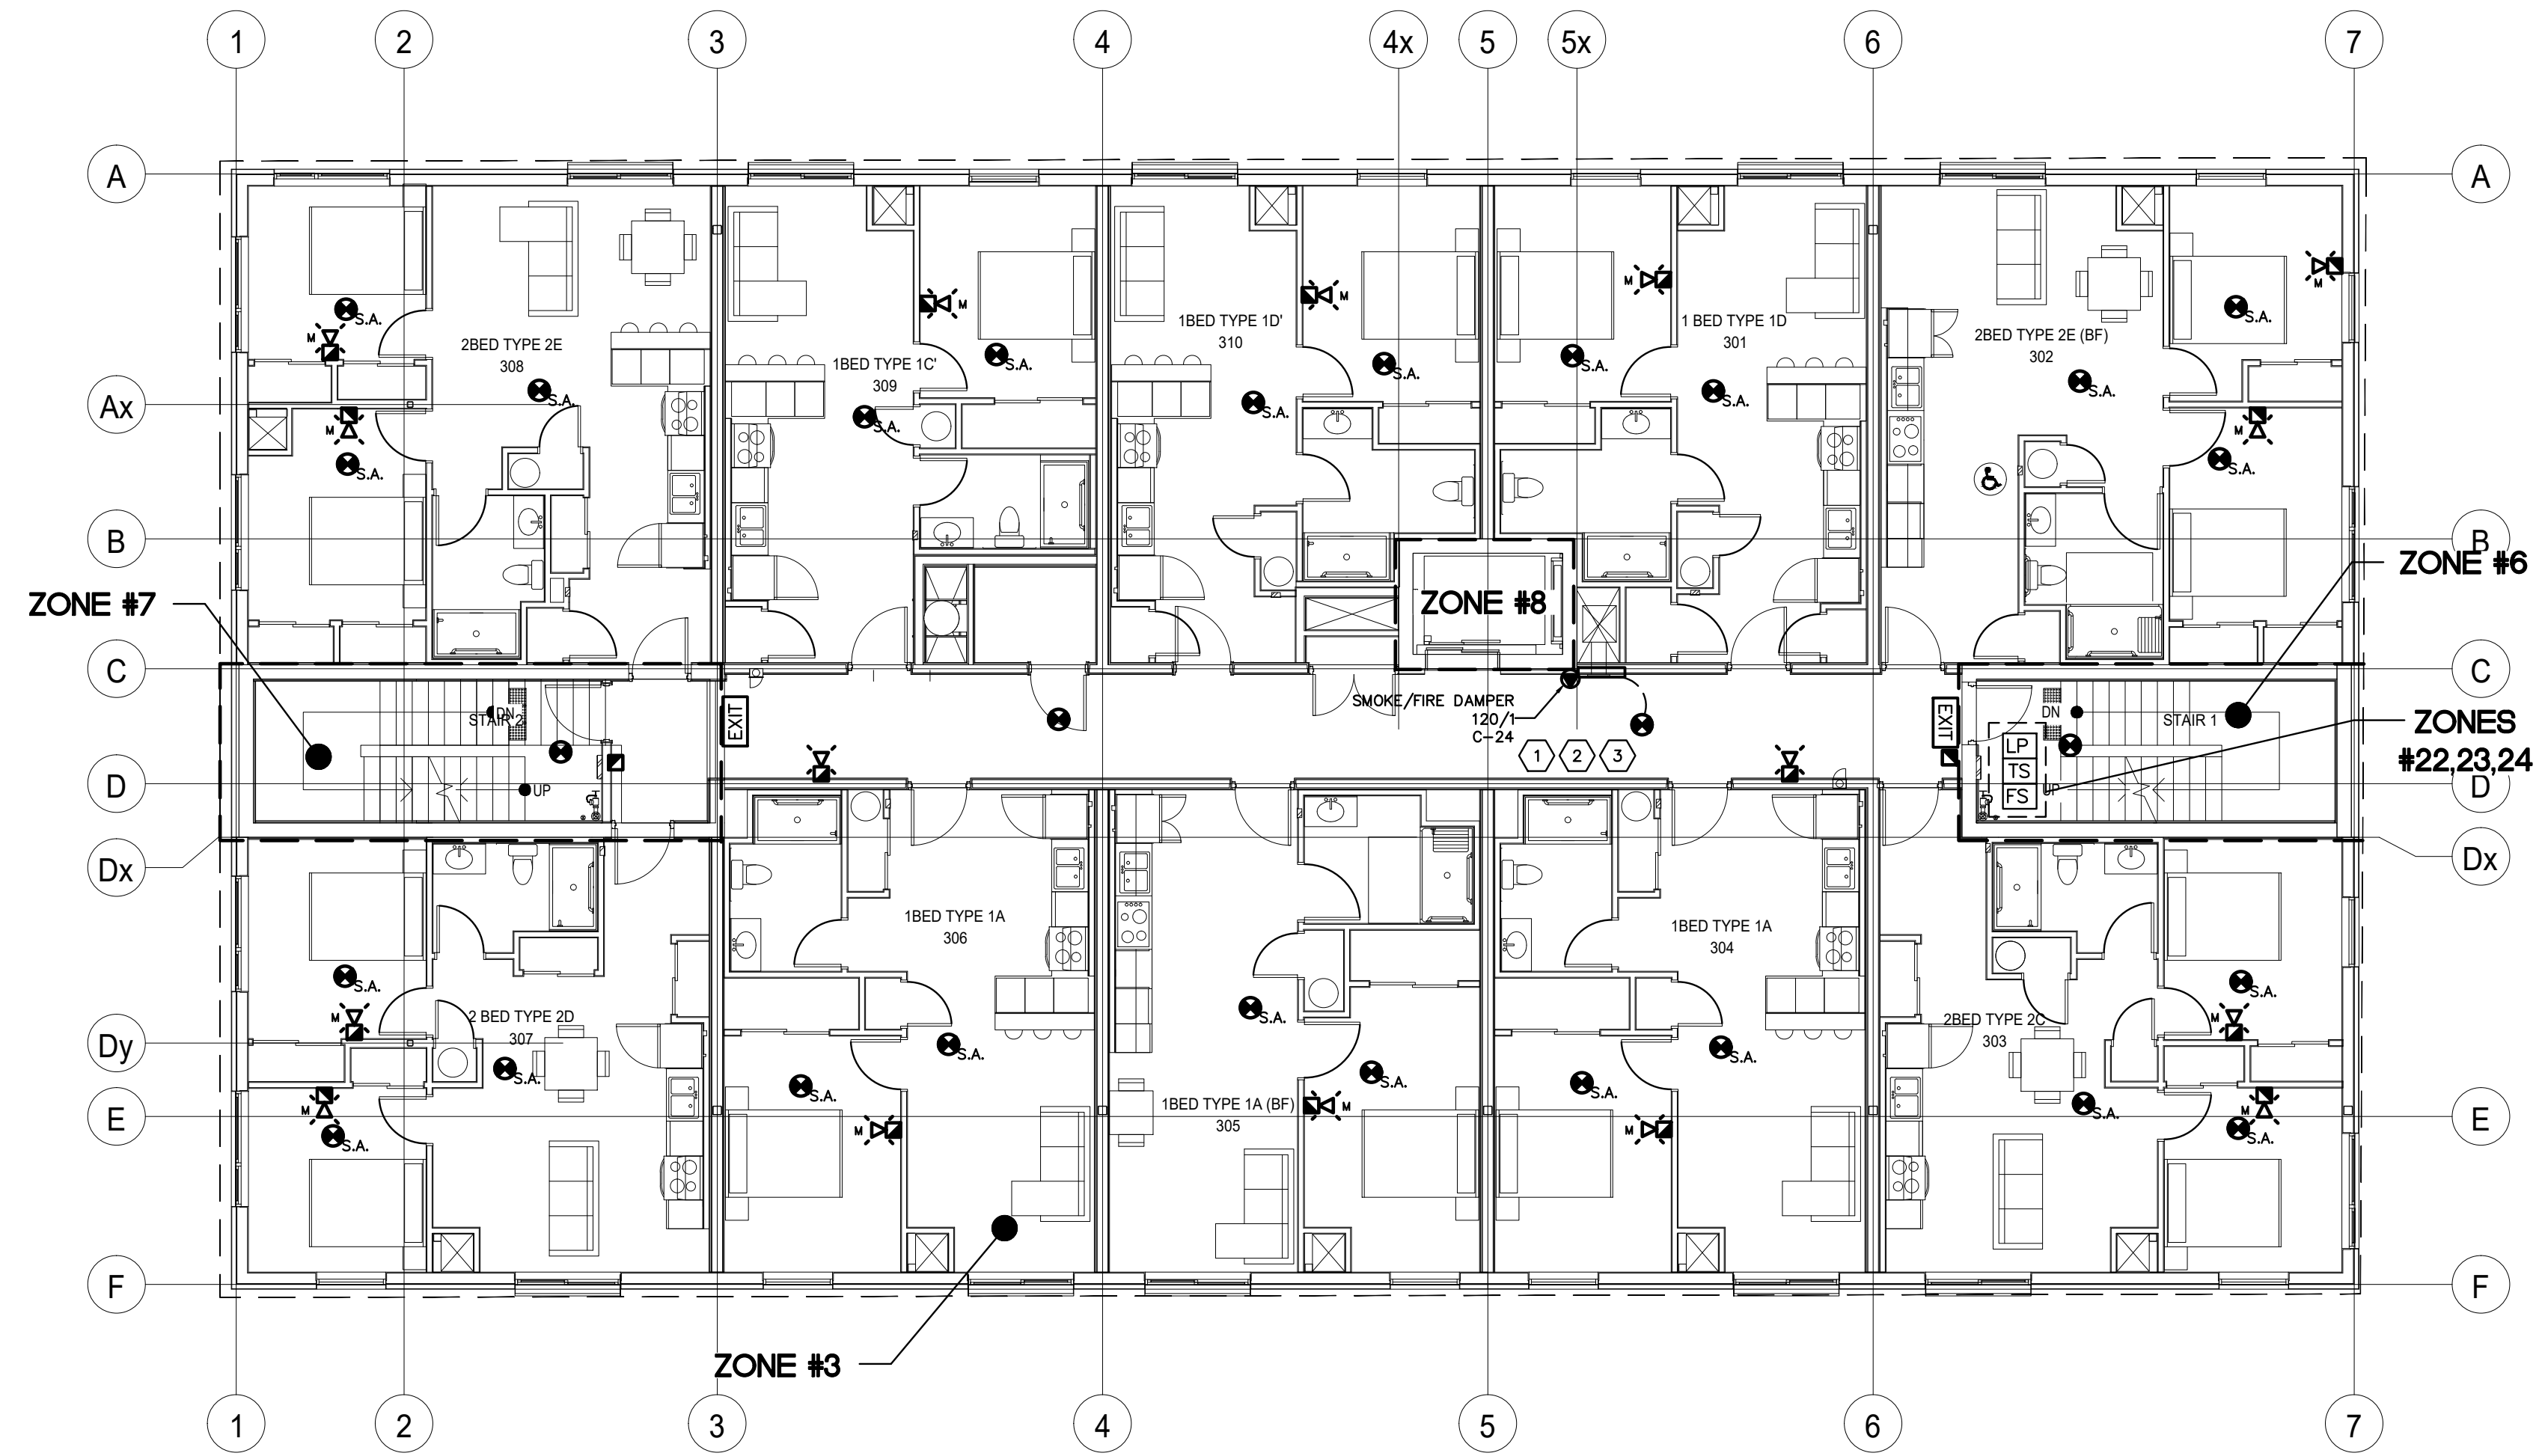 1 2 3 4 4x 5 5x 6 7
A A
M
M
M
M
M
S.A.
S.A.
M
1BED TYPE 1D'
310
1 BED TYPE 1D
301
2BED TYPE 2E
308
2BED TYPE 2E (BF)
302
1BED TYPE 1C'
309
S.A.
S.A.
S.A.
Ax
S.A.
S.A.
S.A.
S.A.
S.A.
M
M
S.A.
S.A.
B B
ZONE #6
ZONE #7
ZONE #8
C C
SMOKE/FIRE DAMPER
120/1
C-24
EXIT
EXIT
DN
STAIR 2
DN
STAIR 1
ZONES
#22,23,24
1 2 3
LP
TS
FS
D
UP
UP
D
Dx Dx
1BED TYPE 1A
306
1BED TYPE 1A
304
S.A.
S.A.
S.A.
M
M
2 BED TYPE 2D
307
2BED TYPE 2C
303
Dy
S.A.
S.A.
S.A.
S.A.
S.A.
S.A.
S.A.
1BED TYPE 1A (BF)
305
M
M
M
M
M
S.A.
S.A.
E E
F F
ZONE #3
1 2 3 4 5 6 7